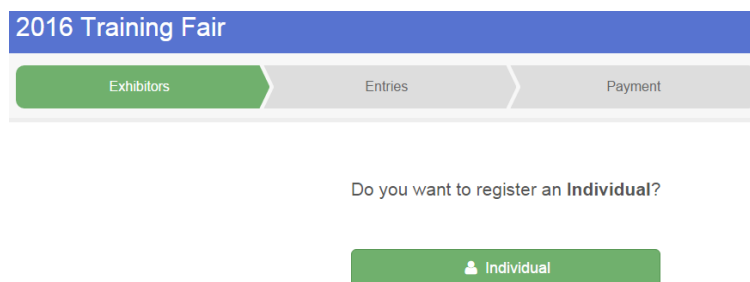 2016 Training Fair
Exhibitors Entries Payment
Do you want to register an Individual?
Individual